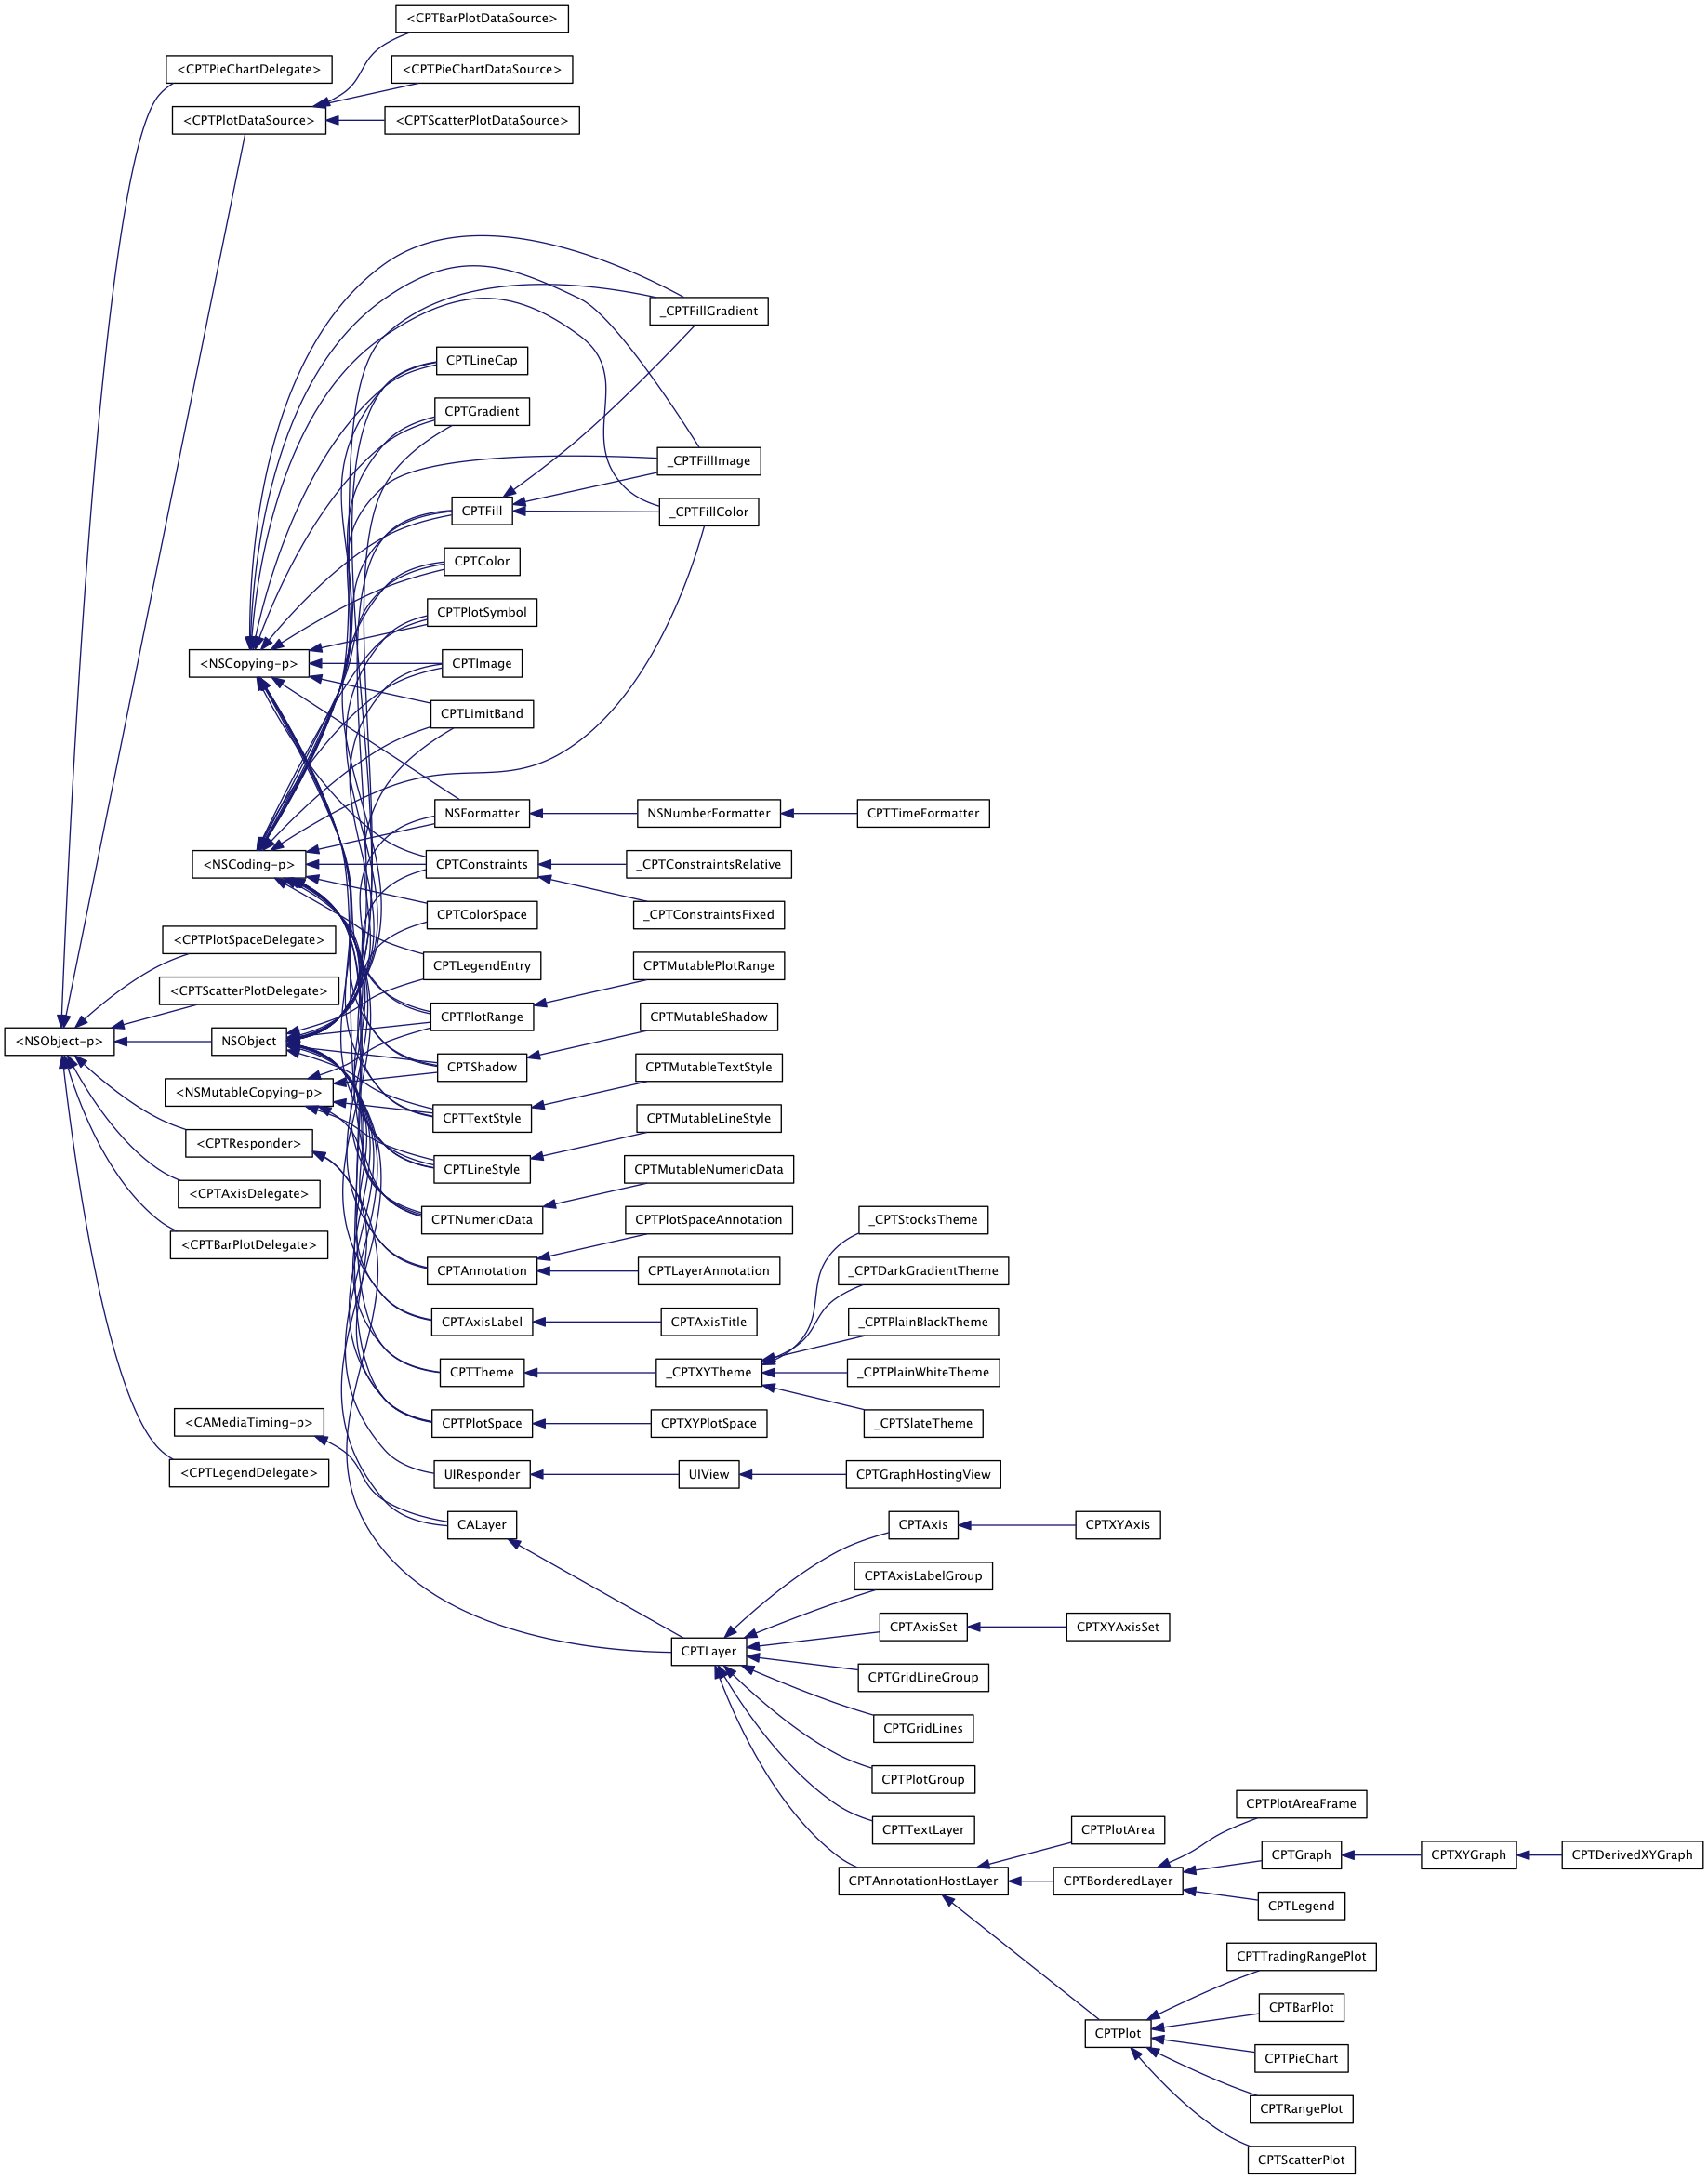 <CPTBarPlotDataSource>
<CPTPieChartDelegate>
<CPTPieChartDataSource>
<CPTPlotDataSource>
<CPTScatterPlotDataSource>
_CPTFillGradient
CPTLineCap
CPTGradient
_CPTFillImage
CPTFill
_CPTFillColor
CPTColor
CPTPlotSymbol
<NSCopying-p>
CPTImage
CPTLimitBand
NSFormatter
NSNumberFormatter
CPTTimeFormatter
<NSCoding-p>
CPTConstraints
_CPTConstraintsRelative
CPTColorSpace
_CPTConstraintsFixed
<CPTPlotSpaceDelegate>
CPTLegendEntry
CPTMutablePlotRange
<CPTScatterPlotDelegate>
CPTPlotRange
CPTMutableShadow
<NSObject-p>
NSObject
CPTShadow
CPTMutableTextStyle
<NSMutableCopying-p>
CPTTextStyle
CPTMutableLineStyle
<CPTResponder>
CPTLineStyle
CPTMutableNumericData
<CPTAxisDelegate>
CPTNumericData
CPTPlotSpaceAnnotation
_CPTStocksTheme
<CPTBarPlotDelegate>
CPTAnnotation
CPTLayerAnnotation
_CPTDarkGradientTheme
CPTAxisLabel
CPTAxisTitle
_CPTPlainBlackTheme
CPTTheme
_CPTXYTheme
_CPTPlainWhiteTheme
<CAMediaTiming-p>
CPTPlotSpace
CPTXYPlotSpace
_CPTSlateTheme
<CPTLegendDelegate>
UIResponder
UIView
CPTGraphHostingView
CALayer
CPTAxis
CPTXYAxis
CPTAxisLabelGroup
CPTAxisSet
CPTXYAxisSet
CPTLayer
CPTGridLineGroup
CPTGridLines
CPTPlotGroup
CPTPlotAreaFrame
CPTTextLayer
CPTPlotArea
CPTGraph
CPTXYGraph
CPTDerivedXYGraph
CPTAnnotationHostLayer
CPTBorderedLayer
CPTLegend
CPTTradingRangePlot
CPTBarPlot
CPTPlot
CPTPieChart
CPTRangePlot
CPTScatterPlot